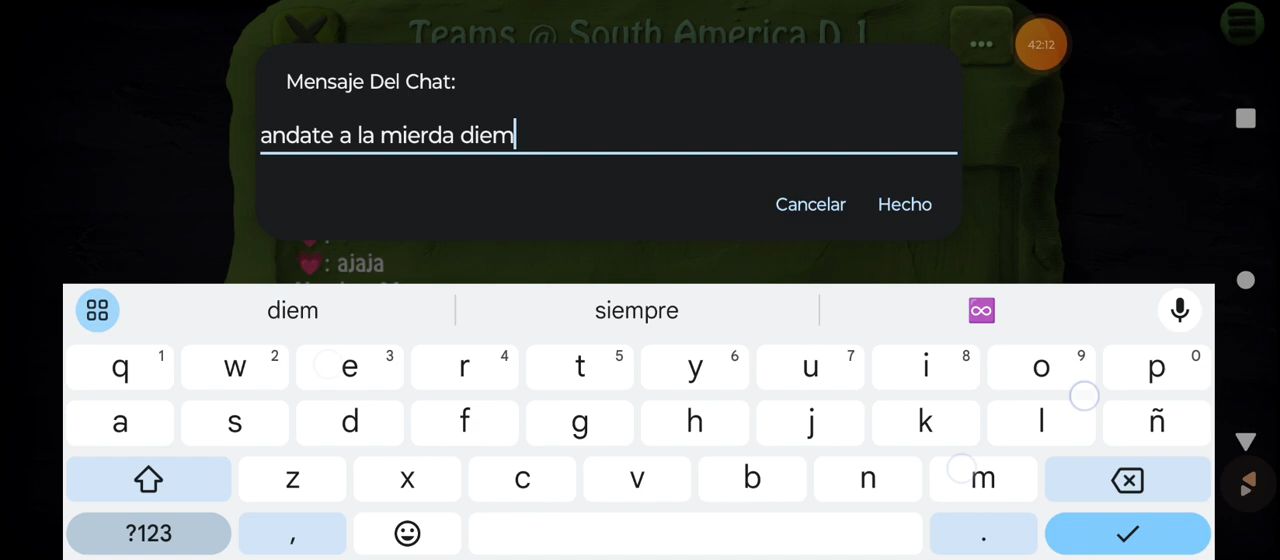 Teams @ South America D 1
42:12
Mensaje Del Chat:
andate a la mierda diem
Cancelar Hecho
: ajaja
diem siempre ♾️
q 1 w 2 e 3 r 4 t 5 y 6 u 7 i 8 o 9 p 0
a s d f g h j k l ñ
z x c v b n m
?123 , .